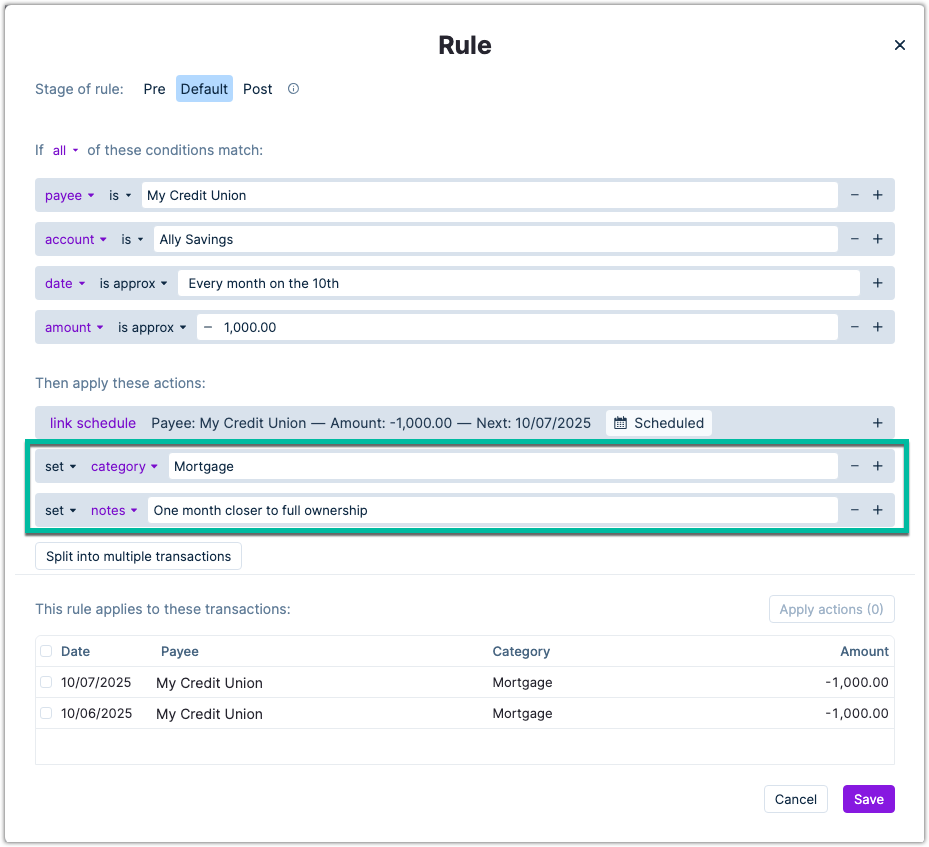 Rule
Stage of rule: Pre Default Post
If all of these conditions match:
payee is My Credit Union
account is Ally Savings
date is approx Every month on the 10th
amount is approx − 1,000.00
Then apply these actions:
link schedule Payee: My Credit Union — Amount: -1,000.00 — Next: 10/07/2025 Scheduled
set category Mortgage
set notes One month closer to full ownership
Split into multiple transactions
This rule applies to these transactions: Apply actions (0)
Date Payee Category Amount
10/07/2025 My Credit Union Mortgage -1,000.00
10/06/2025 My Credit Union Mortgage -1,000.00
Cancel Save